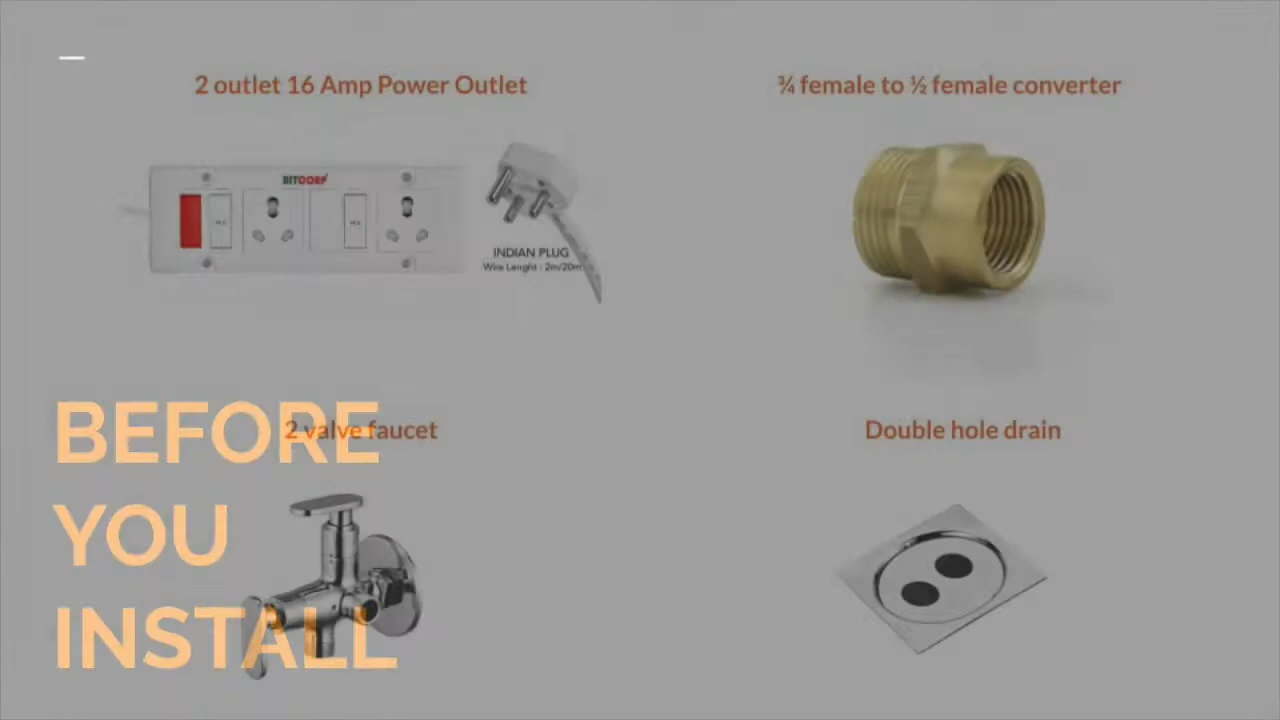 2 outlet 16 Amp Power Outlet
¾ female to ½ female converter
BITCORP
INDIAN PLUG
Wire Lenght : 2m/20m
2 valve faucet
Double hole drain
BEFORE
YOU
INSTALL